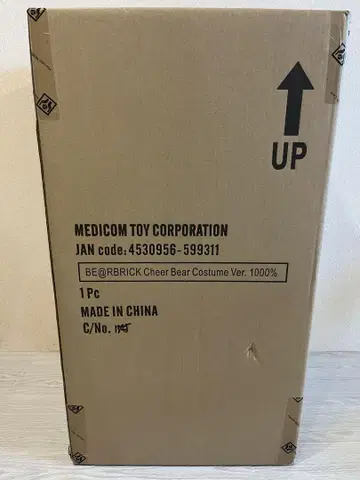 UP
MEDICOM TOY CORPORATION
JAN code: 4530956-599311
BE@RBRICK Cheer Bear Costume Ver. 1000%
1 Pc
MADE IN CHINA
C/No.